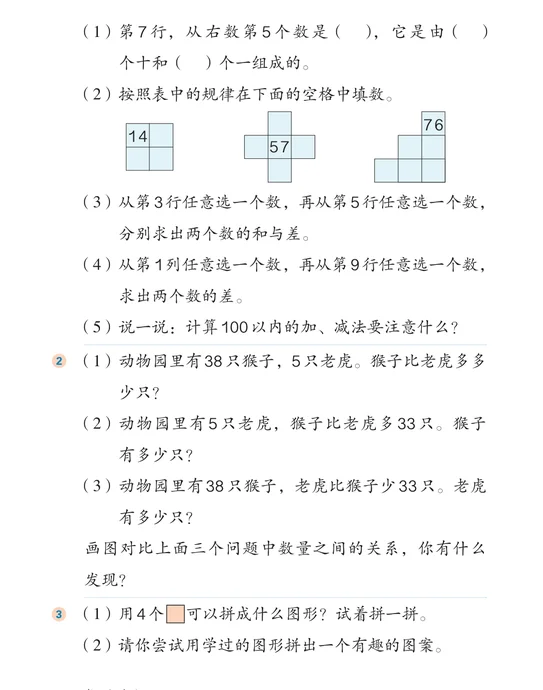 （1）第7行，从右数第5个数是（　），它是由（　）
个十和（　）个一组成的。
（2）按照表中的规律在下面的空格中填数。
14
57
76
（3）从第3行任意选一个数，再从第5行任意选一个数，
分别求出两个数的和与差。
（4）从第1列任意选一个数，再从第9行任意选一个数，
求出两个数的差。
（5）说一说：计算100以内的加、减法要注意什么？
2 （1）动物园里有38只猴子，5只老虎。猴子比老虎多多
少只？
（2）动物园里有5只老虎，猴子比老虎多33只。猴子
有多少只？
（3）动物园里有38只猴子，老虎比猴子少33只。老虎
有多少只？
画图对比上面三个问题中数量之间的关系，你有什么
发现？
3 （1）用4个 可以拼成什么图形？试着拼一拼。
（2）请你尝试用学过的图形拼出一个有趣的图案。